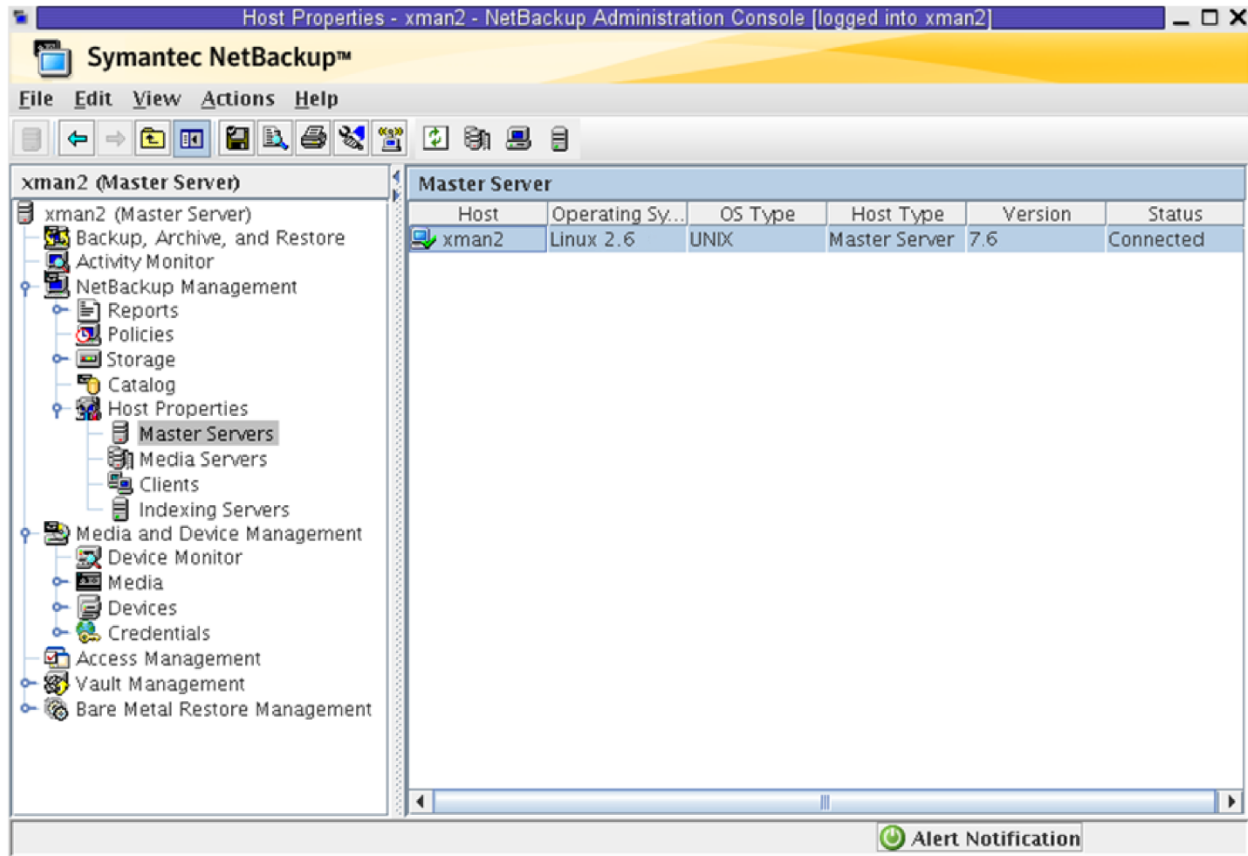 Host Properties - xman2 - NetBackup Administration Console [logged into xman2]
Symantec NetBackup™
File Edit View Actions Help
xman2 (Master Server)
xman2 (Master Server)
Backup, Archive, and Restore
Activity Monitor
NetBackup Management
Reports
Policies
Storage
Catalog
Host Properties
Master Servers
Media Servers
Clients
Indexing Servers
Media and Device Management
Device Monitor
Media
Devices
Credentials
Access Management
Vault Management
Bare Metal Restore Management
Master Server
Host Operating Sy... OS Type Host Type Version Status
xman2 Linux 2.6 UNIX Master Server 7.6 Connected
Alert Notification